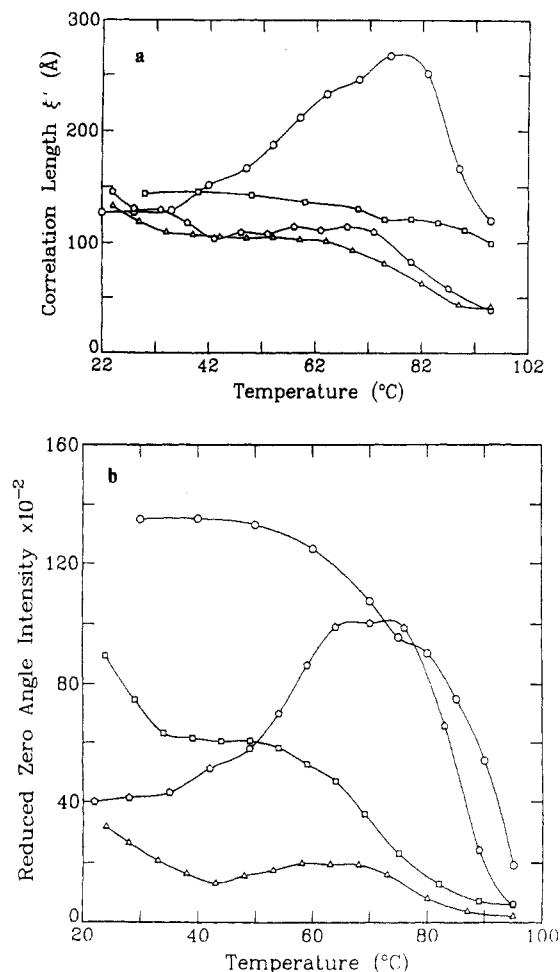 a
300
200
100
0
Correlation Length ξ' (Å)
22 42 62 82 102
Temperature (°C)
b
160
120
80
40
0
Reduced Zero Angle Intensity ×10⁻²
20 40 60 80 100
Temperature (°C)